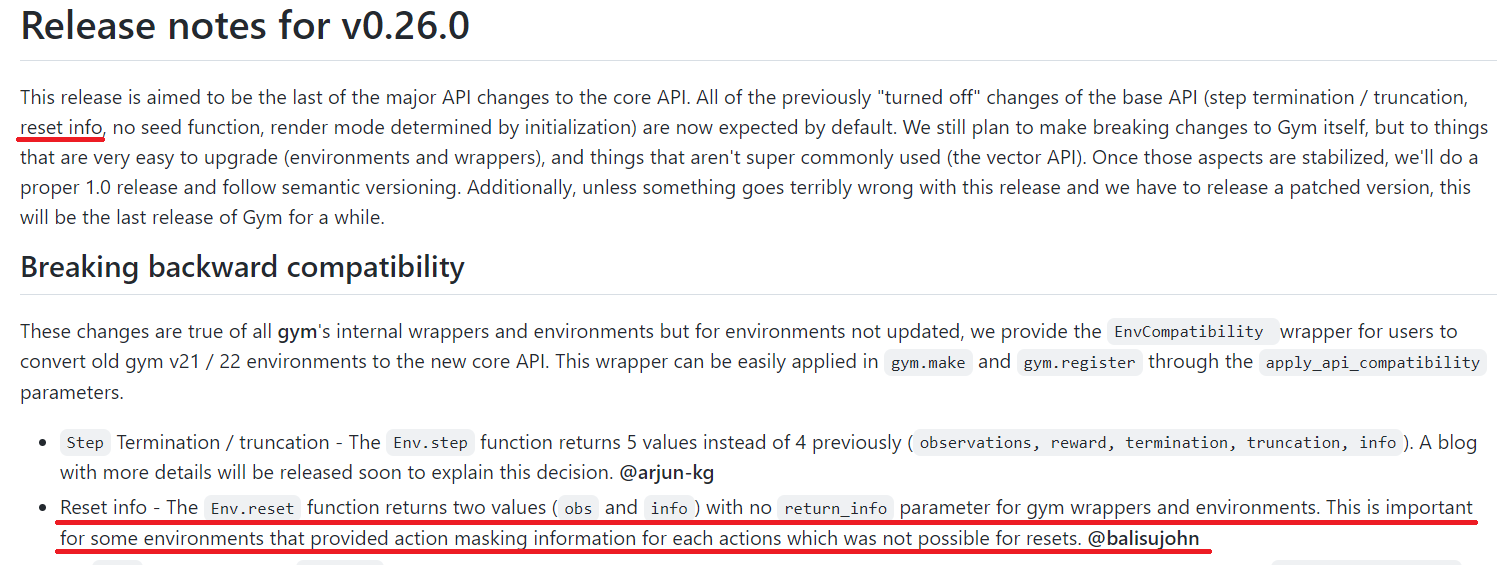 Release notes for v0.26.0
This release is aimed to be the last of the major API changes to the core API. All of the previously "turned off" changes of the base API (step termination / truncation,
reset info, no seed function, render mode determined by initialization) are now expected by default. We still plan to make breaking changes to Gym itself, but to things
that are very easy to upgrade (environments and wrappers), and things that aren't super commonly used (the vector API). Once those aspects are stabilized, we'll do a
proper 1.0 release and follow semantic versioning. Additionally, unless something goes terribly wrong with this release and we have to release a patched version, this
will be the last release of Gym for a while.
Breaking backward compatibility
These changes are true of all gym's internal wrappers and environments but for environments not updated, we provide the EnvCompatibility wrapper for users to
convert old gym v21 / 22 environments to the new core API. This wrapper can be easily applied in gym.make and gym.register through the apply_api_compatibility
parameters.
• Step Termination / truncation - The Env.step function returns 5 values instead of 4 previously (observations, reward, termination, truncation, info). A blog
with more details will be released soon to explain this decision. @arjun-kg
• Reset info - The Env.reset function returns two values (obs and info) with no return_info parameter for gym wrappers and environments. This is important
for some environments that provided action masking information for each actions which was not possible for resets. @balisujohn